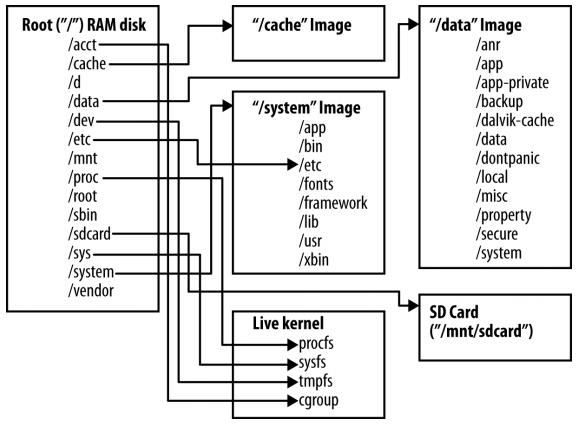 Root ("/") RAM disk
/acct
/cache
/d
/data
/dev
/etc
/mnt
/proc
/root
/sbin
/sdcard
/sys
/system
/vendor
“/cache” Image
“/system” Image
/app
/bin
/etc
/fonts
/framework
/lib
/usr
/xbin
Live kernel
procfs
sysfs
tmpfs
cgroup
“/data” Image
/anr
/app
/app-private
/backup
/dalvik-cache
/data
/dontpanic
/local
/misc
/property
/secure
/system
SD Card
("/mnt/sdcard")